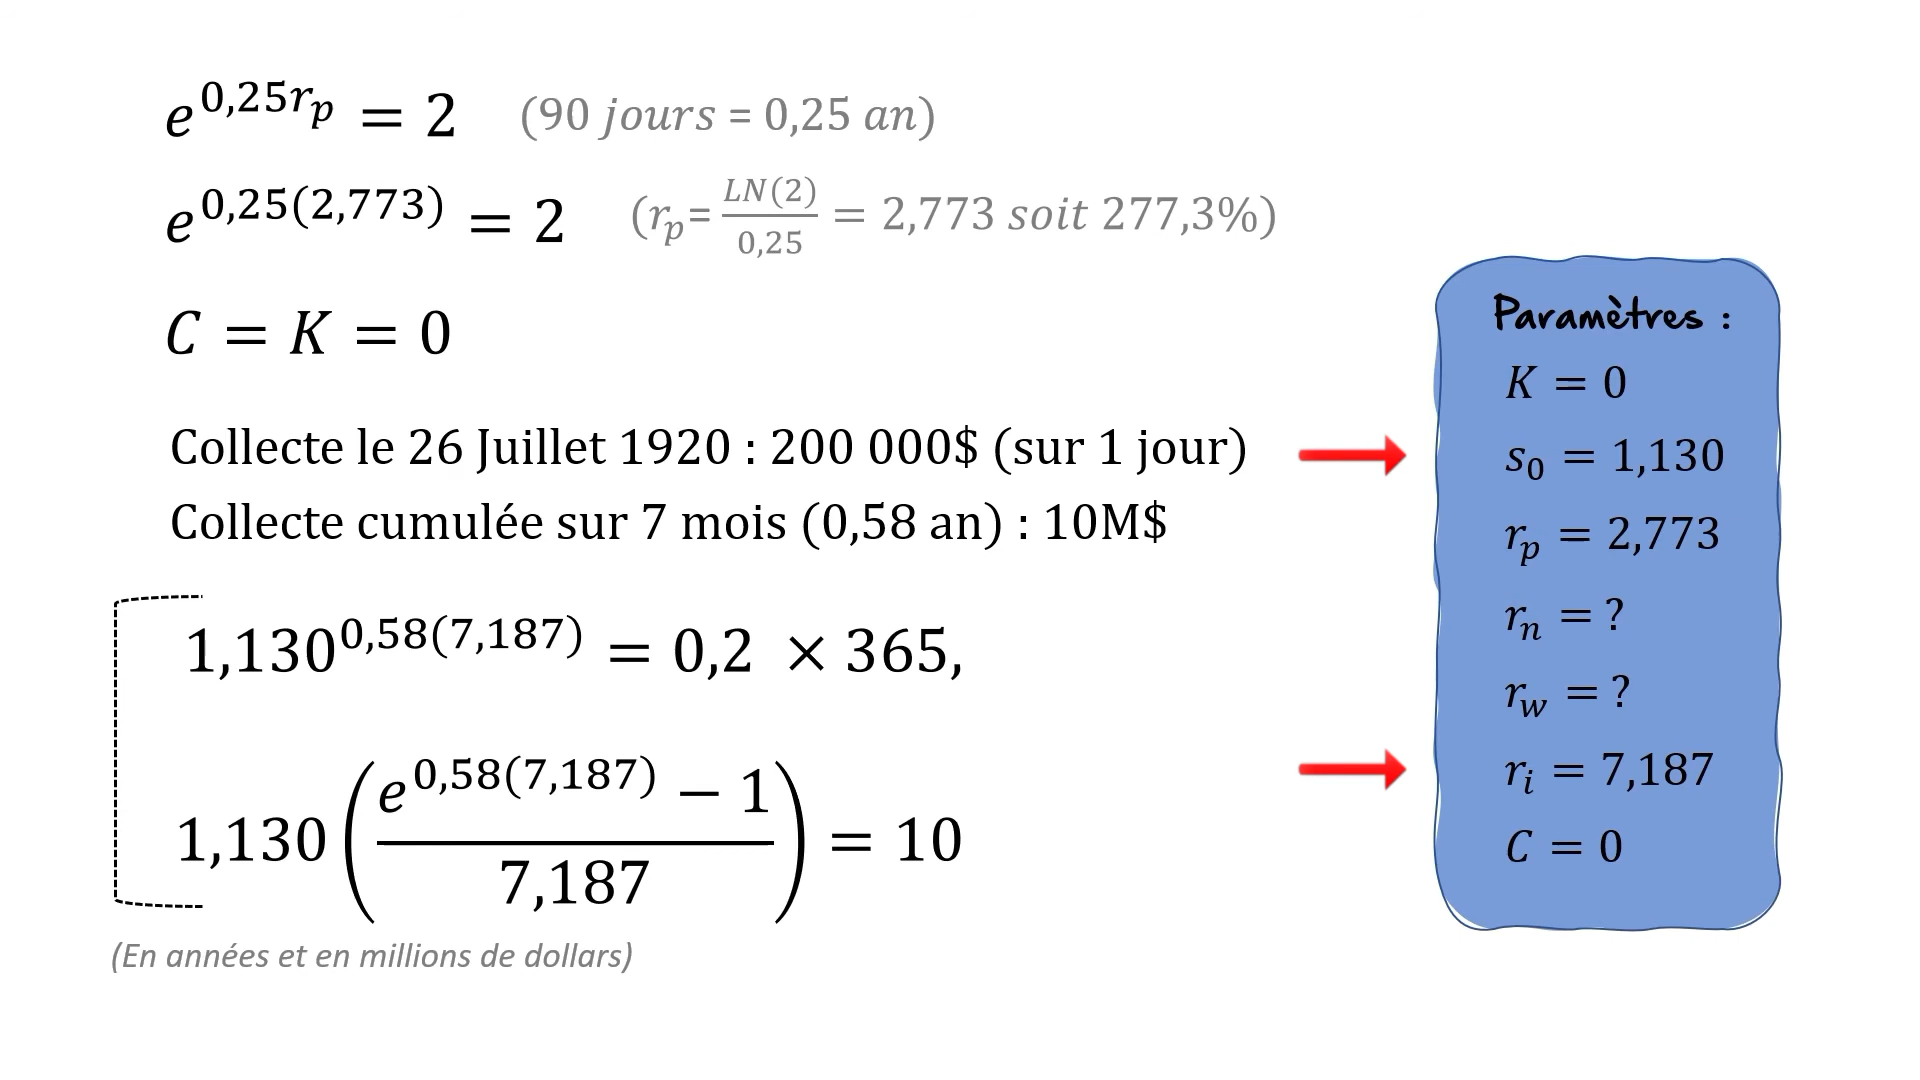 e^{0,25r_p} = 2 (90 jours = 0,25 an)
e^{0,25(2,773)} = 2 (r_p= \frac{LN(2)}{0,25} = 2,773 soit 277,3%)
C = K = 0
Collecte le 26 Juillet 1920 : 200 000$ (sur 1 jour)
Collecte cumulée sur 7 mois (0,58 an) : 10M$
1,130^{0,58(7,187)} = 0,2 × 365,
1,130 \left( \frac{e^{0,58(7,187)} − 1}{7,187} \right) = 10
(En années et en millions de dollars)
Paramètres :
K = 0
s_0 = 1,130
r_p = 2,773
r_n = ?
r_w = ?
r_i = 7,187
C = 0